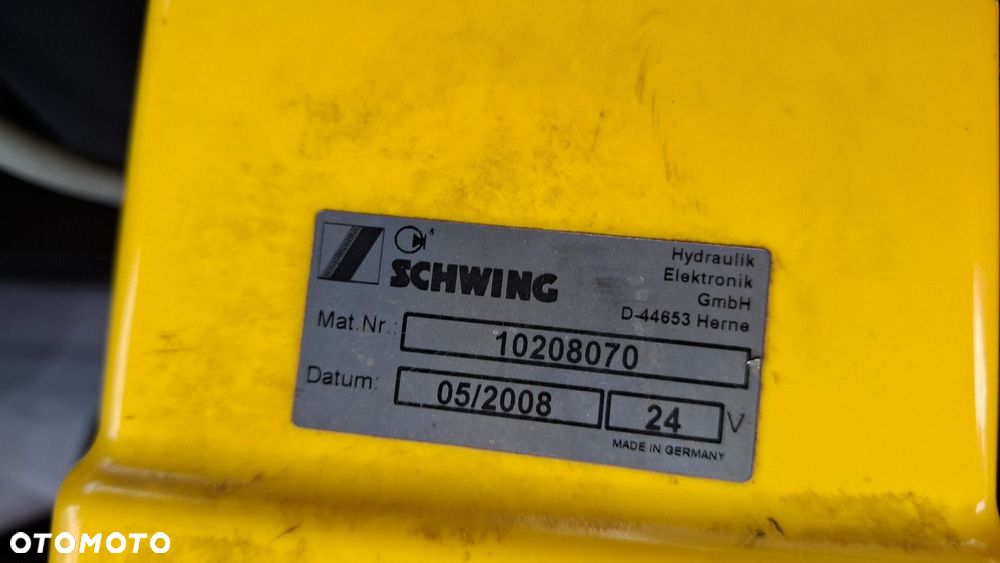 SCHWING
Hydraulik
Elektronik
GmbH
D-44653 Herne
Mat.Nr.: 10208070
Datum: 05/2008 24 V
MADE IN GERMANY
OTOMOTO